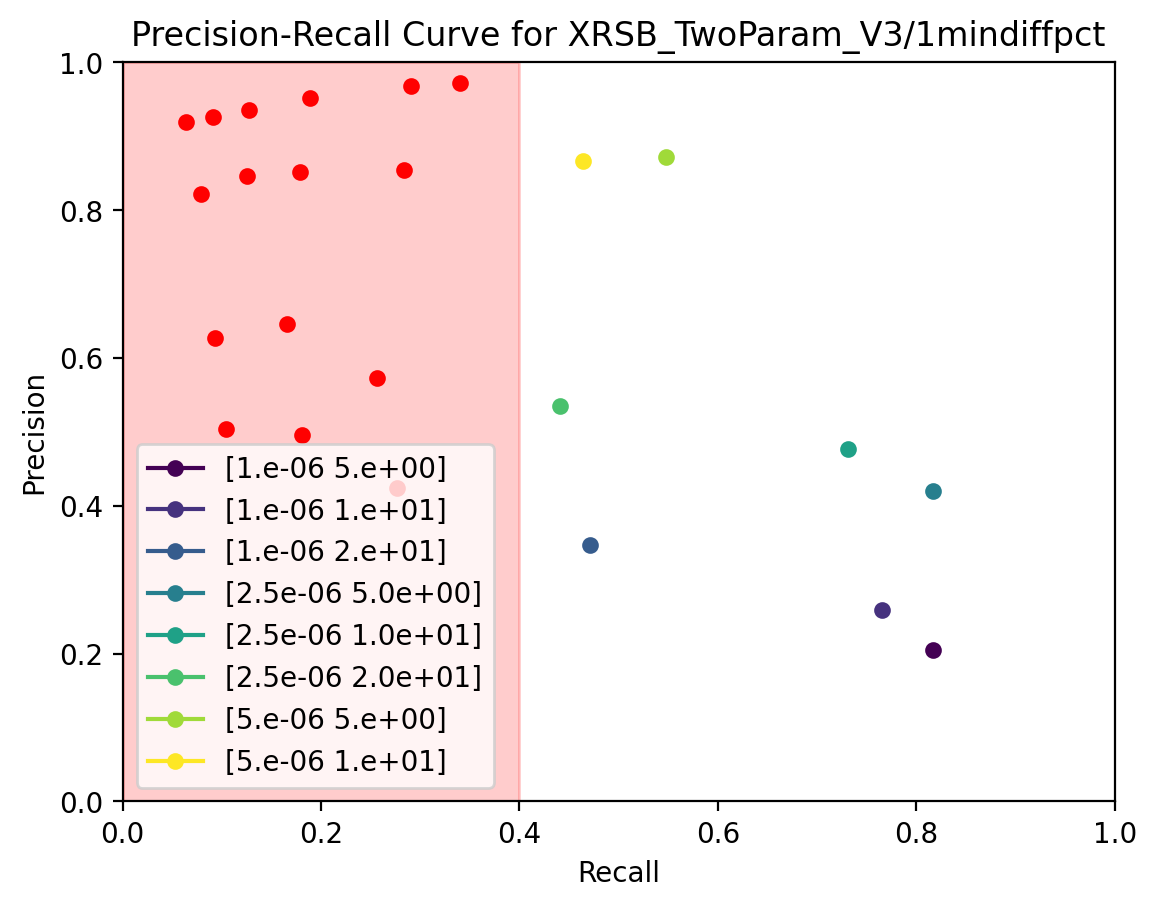 Precision-Recall Curve for XRSB_TwoParam_V3/1mindiffpct
1.0
0.8
0.6
0.4
0.2
0.0
Precision
[1.e-06 5.e+00]
[1.e-06 1.e+01]
[1.e-06 2.e+01]
[2.5e-06 5.0e+00]
[2.5e-06 1.0e+01]
[2.5e-06 2.0e+01]
[5.e-06 5.e+00]
[5.e-06 1.e+01]
0.0 0.2 0.4 0.6 0.8 1.0
Recall